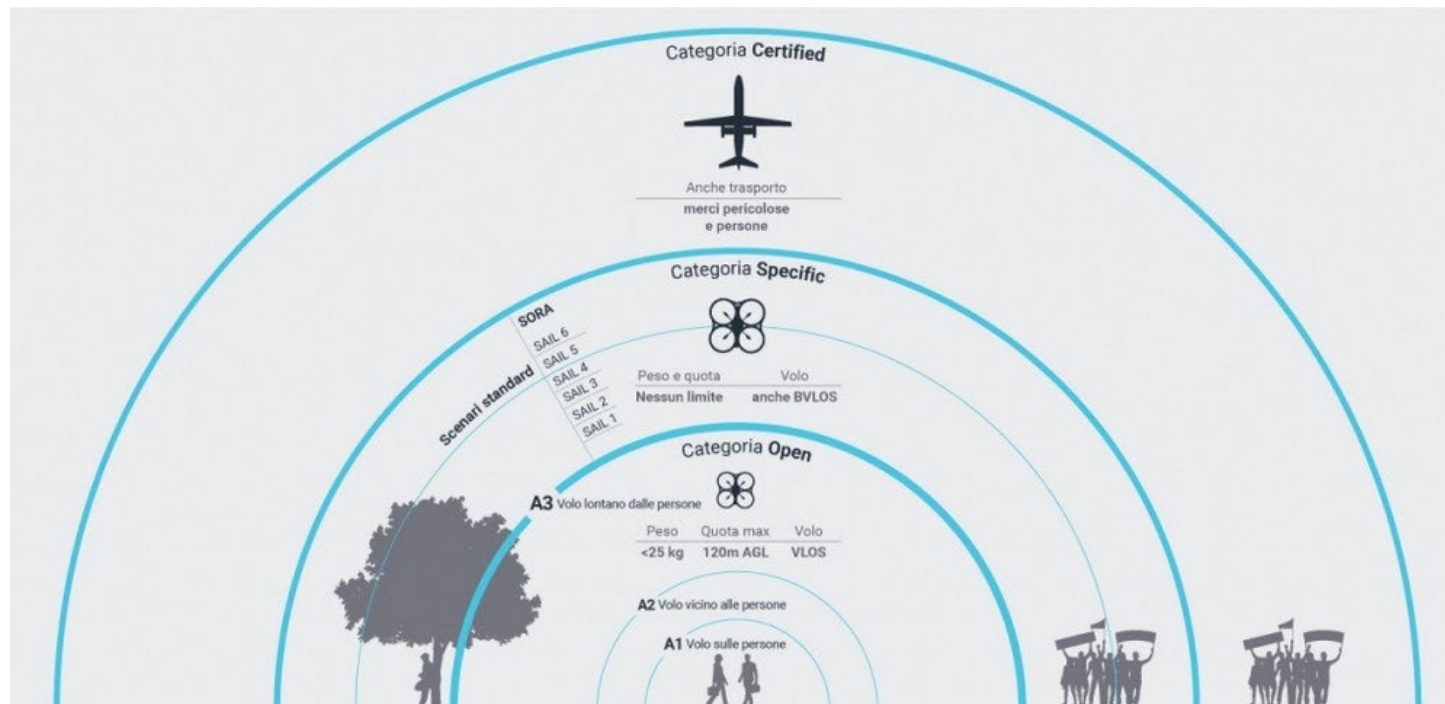 Categoria Certified
Anche trasporto
merci pericolose
e persone
Categoria Specific
SORA
SAIL 6
SAIL 5
SAIL 4
SAIL 3
SAIL 2
SAIL 1
Scenari standard
Peso e quota Volo
Nessun limite anche BVLOS
Categoria Open
A3 Volo lontano dalle persone
Peso Quota max Volo
<25 kg 120m AGL VLOS
A2 Volo vicino alle persone
A1 Volo sulle persone